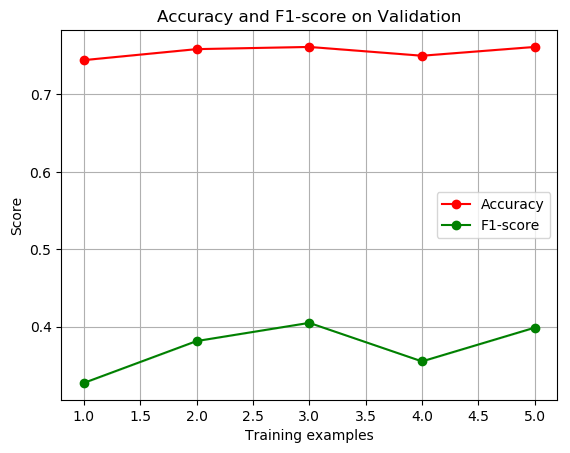 Accuracy and F1-score on Validation
Score
0.7
0.6
0.5
0.4
Accuracy
F1-score
1.0 1.5 2.0 2.5 3.0 3.5 4.0 4.5 5.0
Training examples